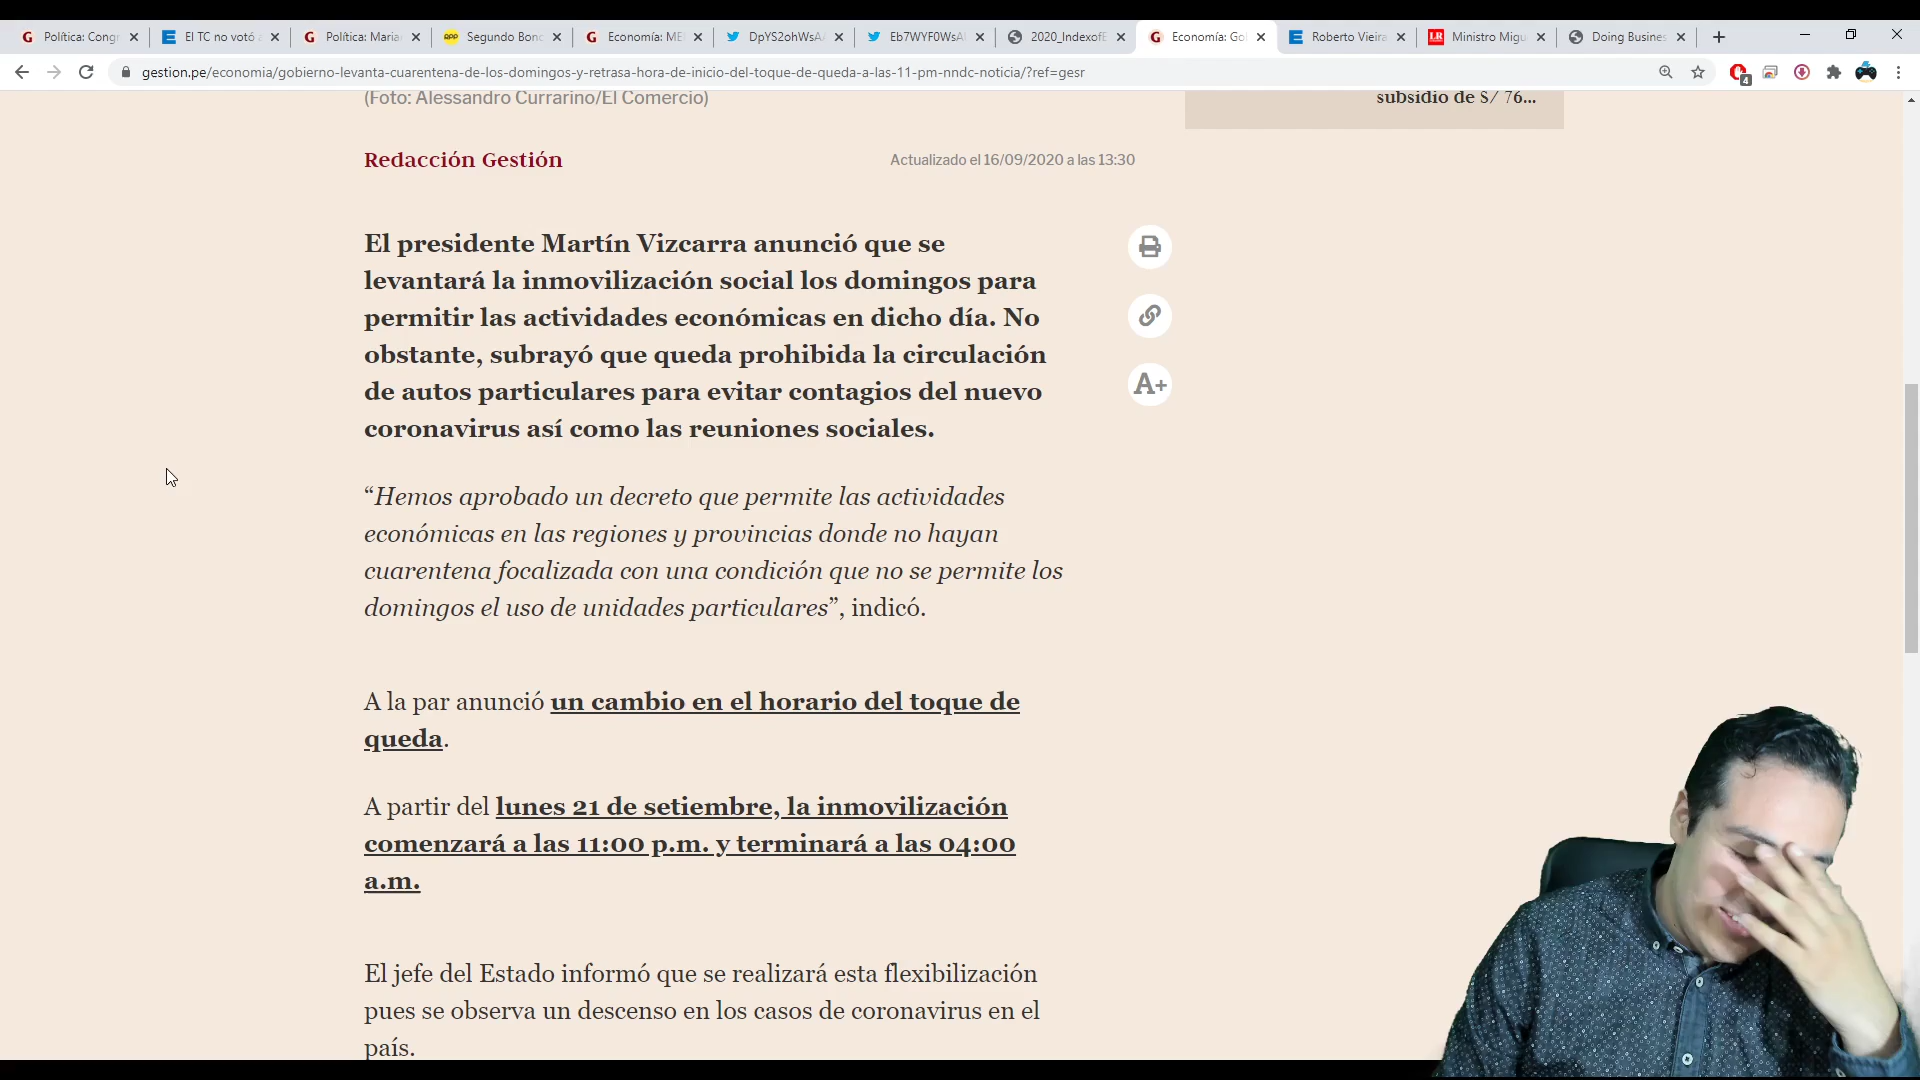 Política: Cong
El TC no votó a
Política: Maria
RPP
Segundo Bono
Economía: ME
DpYS2ohWsA
Eb7WYF0WsA
2020_Indexof
Economía: Go
Roberto Vieira
LR
Ministro Migu
Doing Busines
gestion.pe/economia/gobierno-levanta-cuarentena-de-los-domingos-y-retrasa-hora-de-inicio-del-toque-de-queda-a-las-11-pm-nndc-noticia/?ref=gesr
4
(Foto: Alessandro Currarino/El Comercio)
subsidio de S/ 76...
Redacción Gestión
Actualizado el 16/09/2020 a las 13:30
El presidente Martín Vizcarra anunció que se
levantará la inmovilización social los domingos para
permitir las actividades económicas en dicho día. No
obstante, subrayó que queda prohibida la circulación
de autos particulares para evitar contagios del nuevo
coronavirus así como las reuniones sociales.
A+
“Hemos aprobado un decreto que permite las actividades
económicas en las regiones y provincias donde no hayan
cuarentena focalizada con una condición que no se permite los
domingos el uso de unidades particulares”, indicó.
A la par anunció un cambio en el horario del toque de
queda.
A partir del lunes 21 de setiembre, la inmovilización
comenzará a las 11:00 p.m. y terminará a las 04:00
a.m.
El jefe del Estado informó que se realizará esta flexibilización
pues se observa un descenso en los casos de coronavirus en el
país.